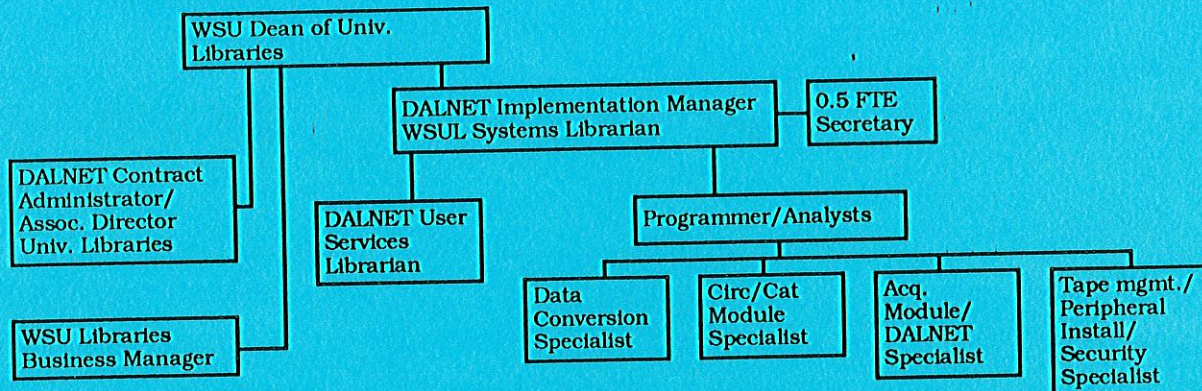 WSU Dean of Univ.
Libraries
DALNET Implementation Manager
WSUL Systems Librarian
0.5 FTE
Secretary
DALNET Contract
Administrator/
Assoc. Director
Univ. Libraries
DALNET User
Services
Librarian
Programmer/Analysts
WSU Libraries
Business Manager
Data
Conversion
Specialist
Circ/Cat
Module
Specialist
Acq.
Module/
DALNET
Specialist
Tape mgmt./
Peripheral
Install/
Security
Specialist